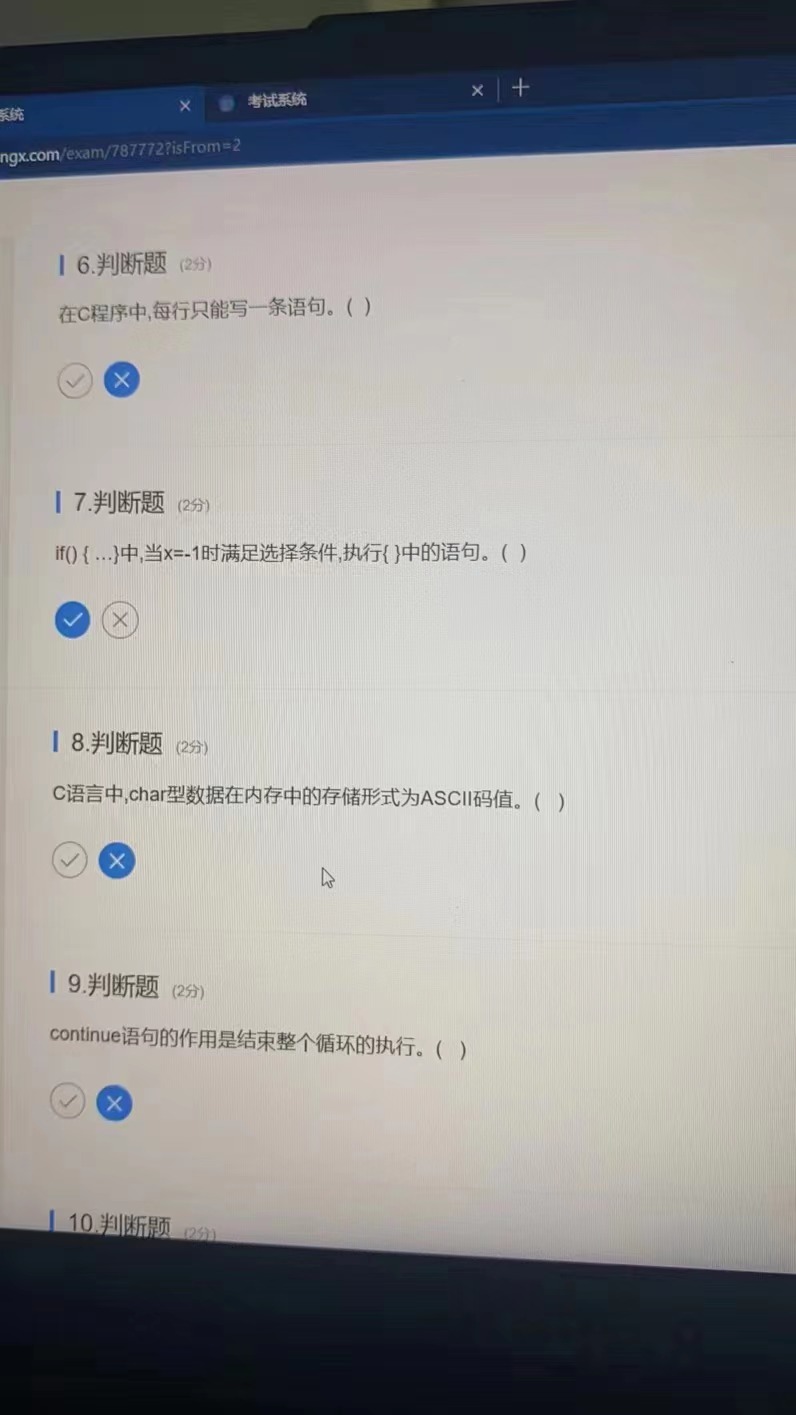 系统
考试系统
ngx.com/exam/787772?isFrom=2
6.判断题 (2分)
在C程序中,每行只能写一条语句。( )
7.判断题 (2分)
if() { ...}中,当x=-1时满足选择条件,执行{ }中的语句。( )
8.判断题 (2分)
C语言中,char型数据在内存中的存储形式为ASCII码值。( )
9.判断题 (2分)
continue语句的作用是结束整个循环的执行。( )
10.判断题 (2分)